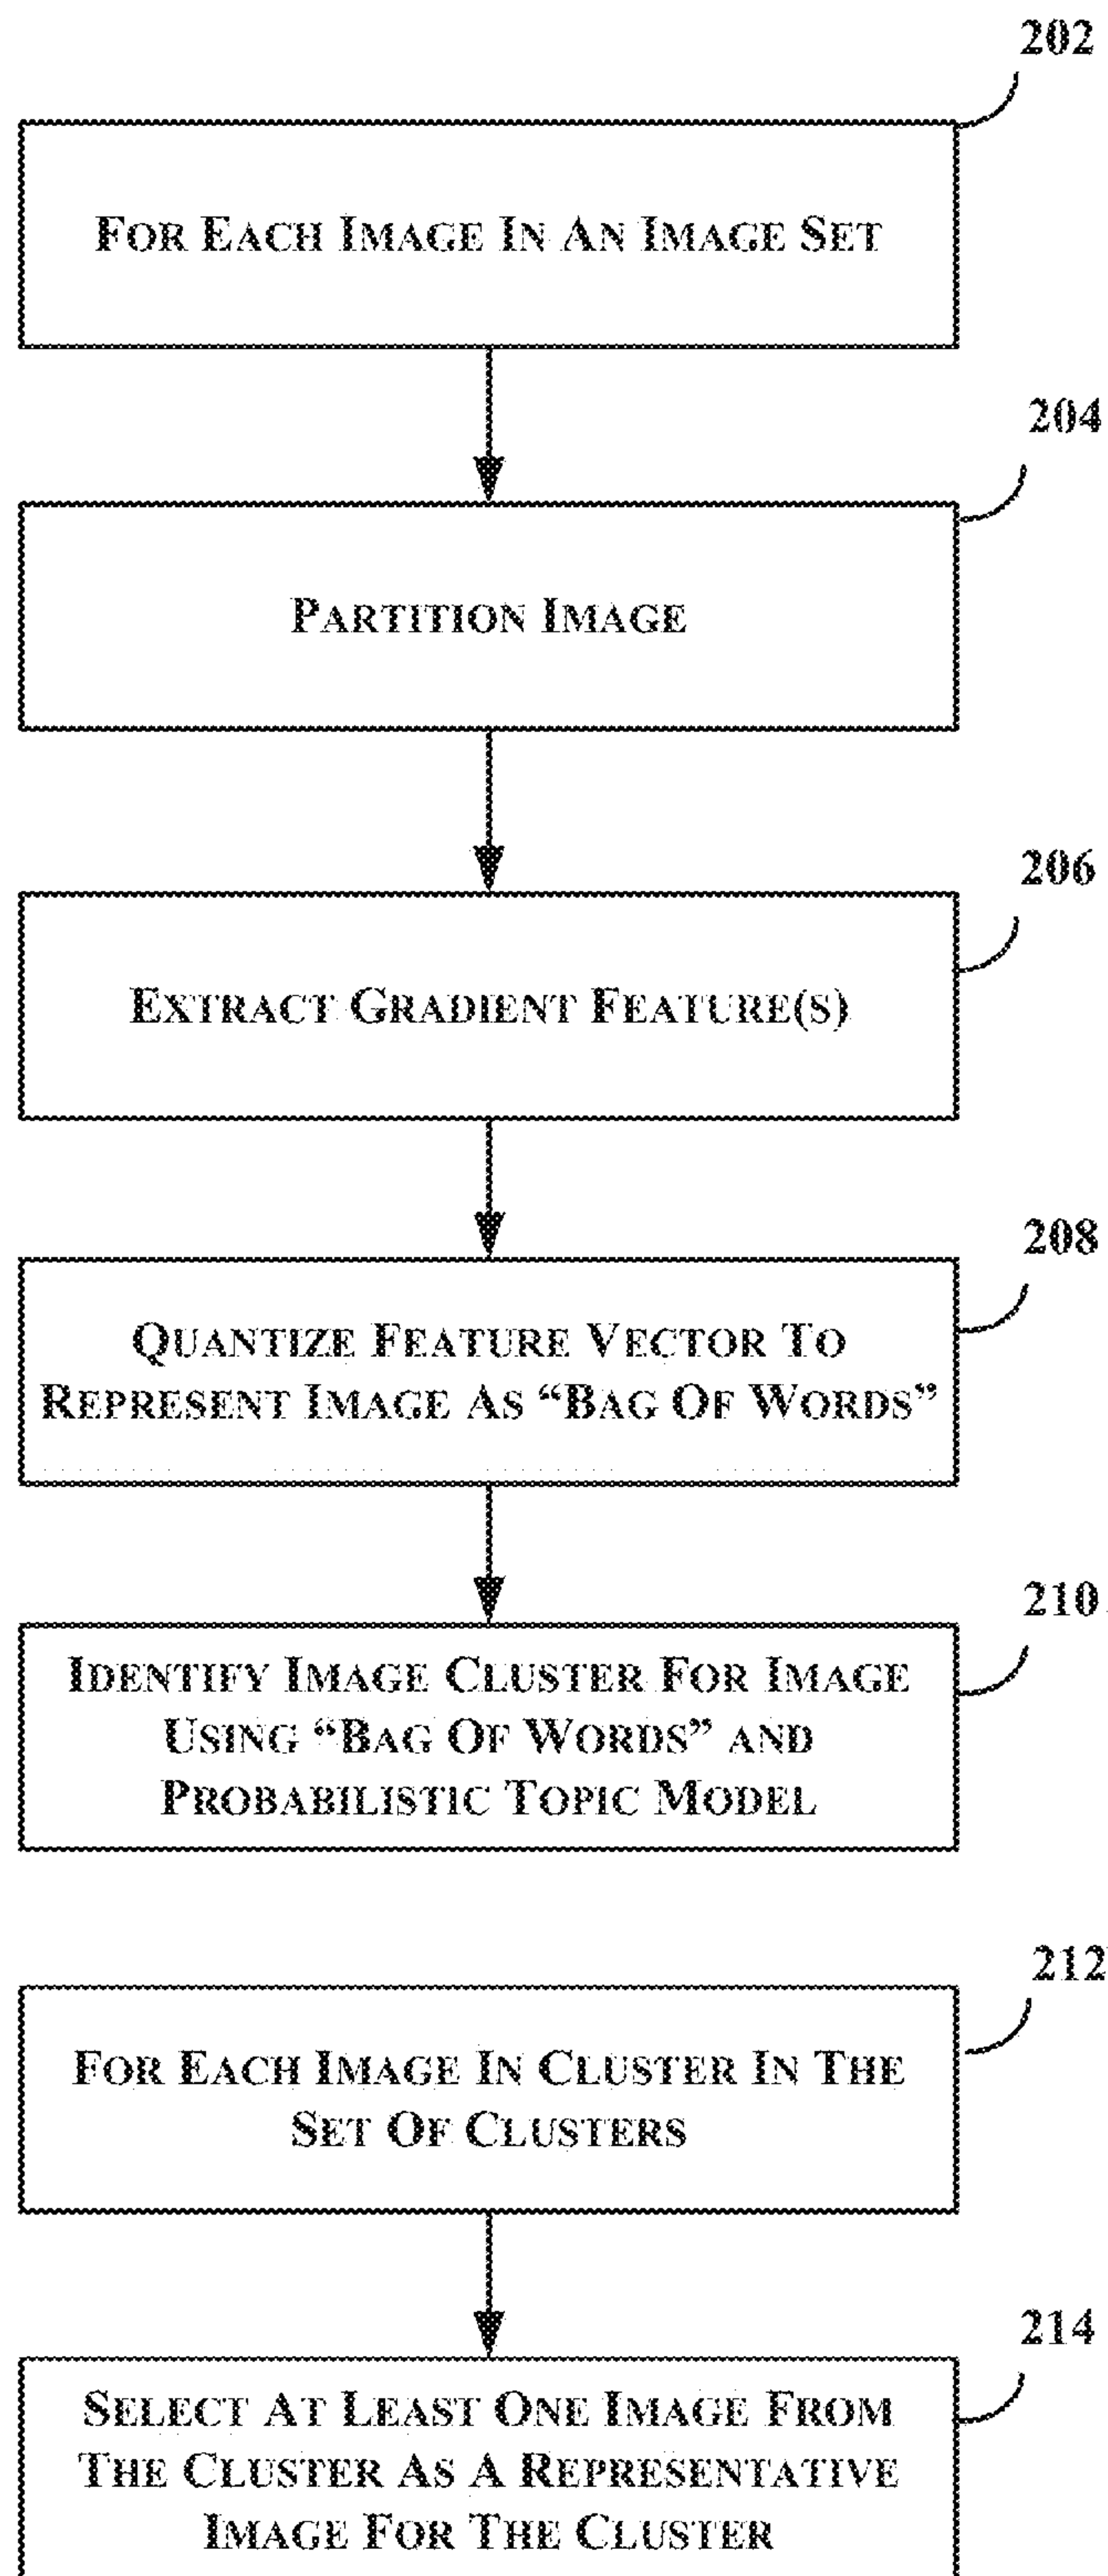 202
FOR EACH IMAGE IN AN IMAGE SET
204
PARTITION IMAGE
206
EXTRACT GRADIENT FEATURE(S)
208
QUANTIZE FEATURE VECTOR TO
REPRESENT IMAGE AS “BAG OF WORDS”
210
IDENTIFY IMAGE CLUSTER FOR IMAGE
USING “BAG OF WORDS” AND
PROBABILISTIC TOPIC MODEL
212
FOR EACH IMAGE IN CLUSTER IN THE
SET OF CLUSTERS
214
SELECT AT LEAST ONE IMAGE FROM
THE CLUSTER AS A REPRESENTATIVE
IMAGE FOR THE CLUSTER